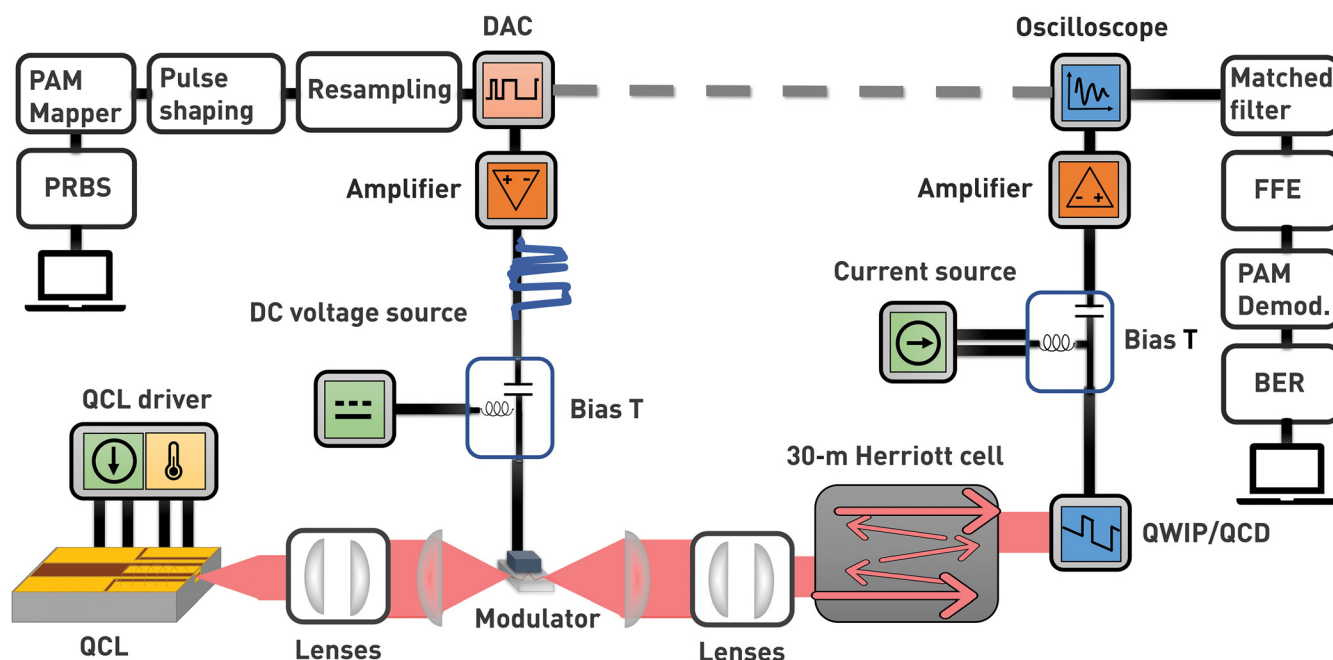 DAC
Oscilloscope
PAM
Mapper
Pulse
shaping
Resampling
Matched
filter
PRBS
Amplifier
Amplifier
FFE
Current source
PAM
Demod.
DC voltage source
Bias T
Bias T
BER
QCL driver
30-m Herriott cell
QWIP/QCD
Modulator
QCL
Lenses
Lenses